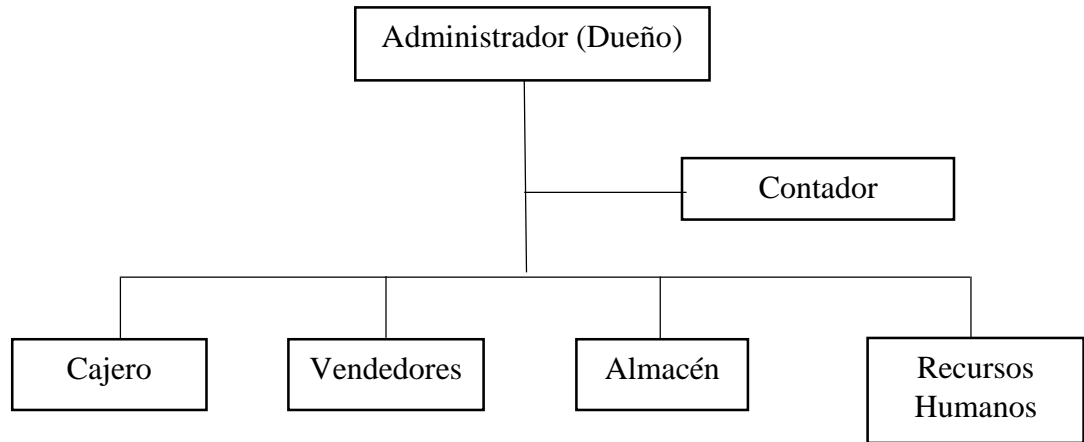 Administrador (Dueño)
Contador
Cajero
Vendedores
Almacén
Recursos
Humanos